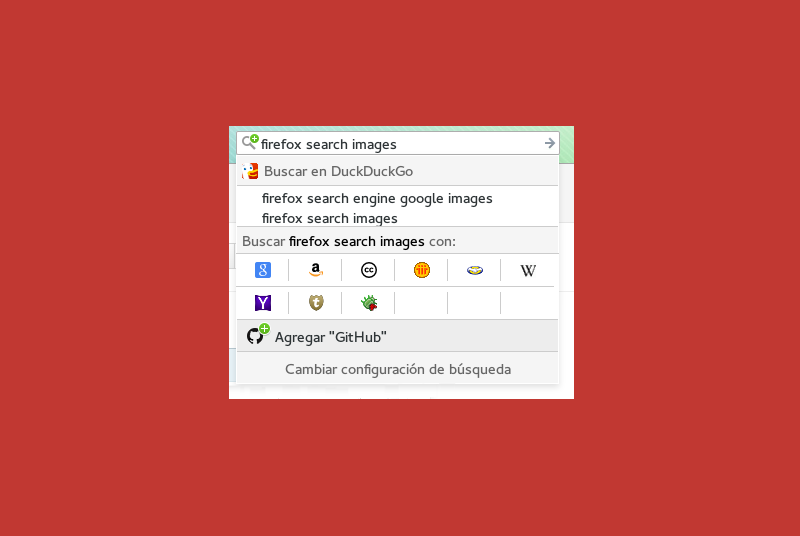 firefox search images
Buscar en DuckDuckGo
firefox search engine google images
firefox search images
Buscar firefox search images con:
Agregar "GitHub"
Cambiar configuración de búsqueda